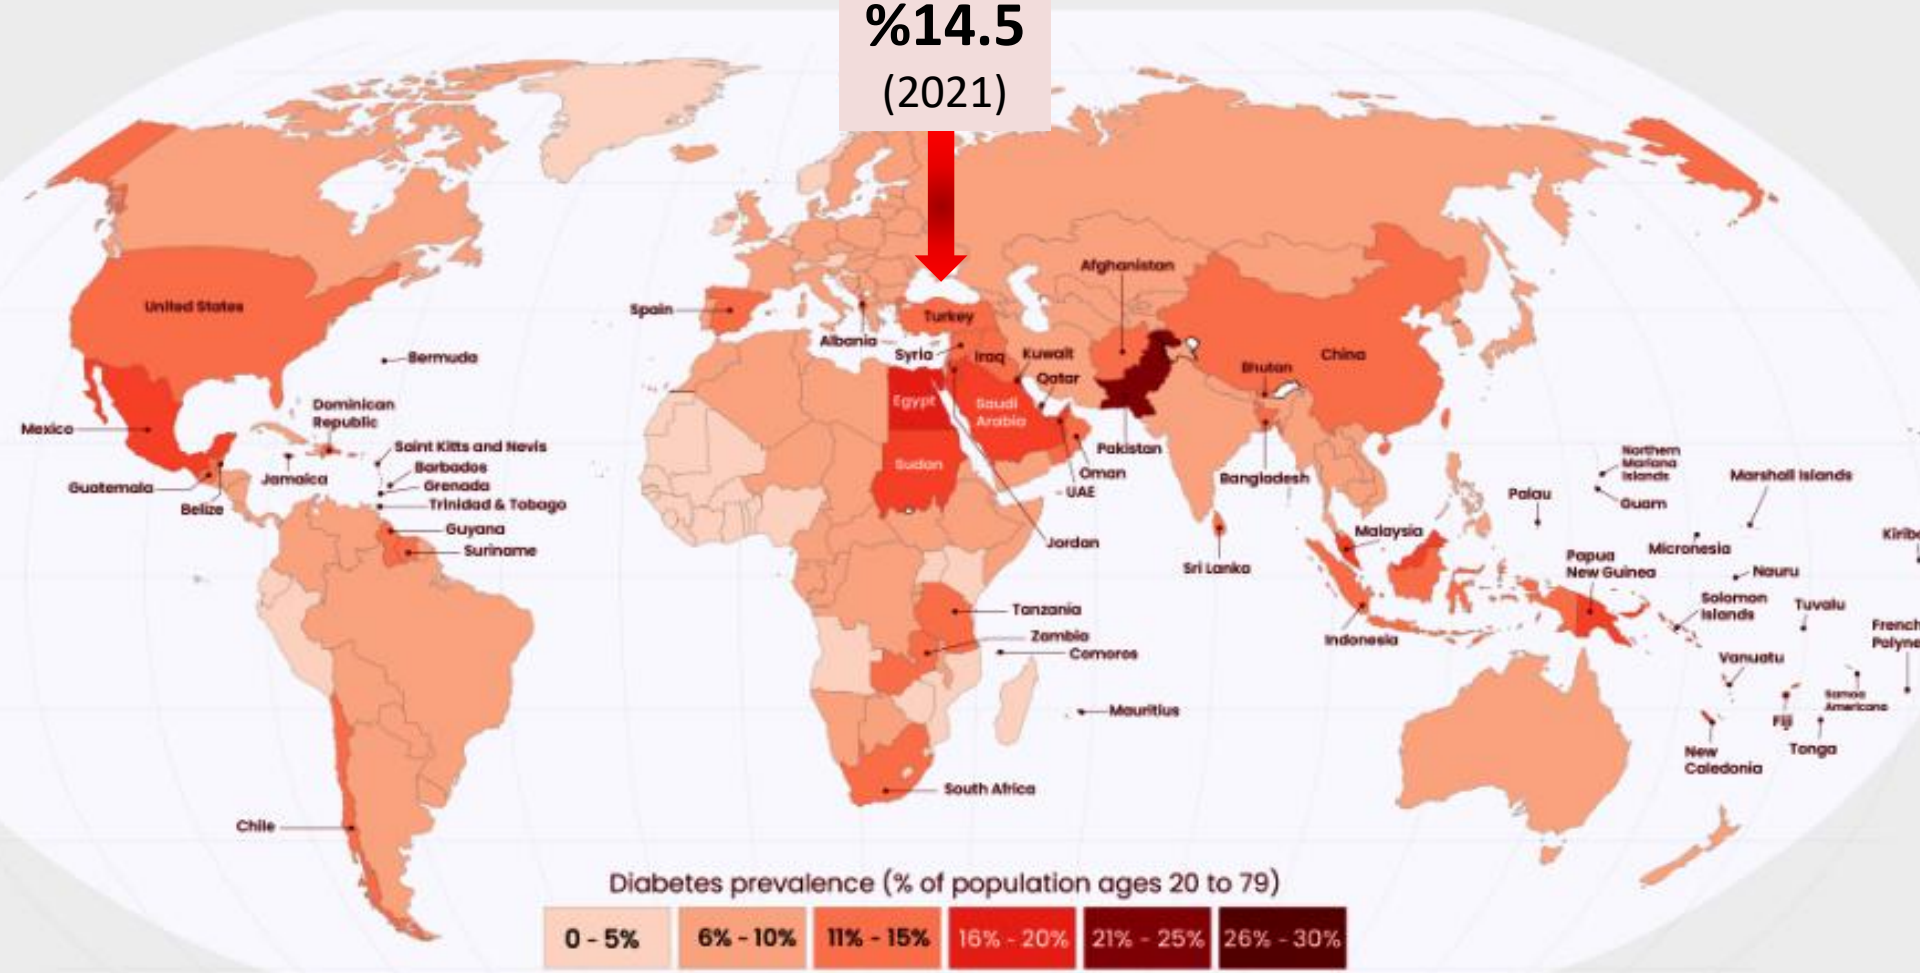 %14.5
(2021)
Afghanistan
United States
Spain
Turkey
Albania
Syria
Iraq
Kuwait
Bermuda
China
Bhutan
Qatar
Egypt
Saudi
Arabia
Dominican
Republic
Mexico
Saint Kitts and Nevis
Pakistan
Barbados
Sudan
Oman
Jamaica
Grenada
UAE
Bangladesh
Guatemala
Belize
Trinidad & Tobago
Northern
Mariana
Islands
Marshall Islands
Palau
Guam
Guyana
Suriname
Jordan
Malaysia
Kiriba
Micronesia
Sri Lanka
Papua
New Guinea
Nauru
Solomon
Islands
Tuvalu
Tanzania
Zambia
Comoros
Indonesia
French
Polyne
Vanuatu
Samoa
Americana
Mauritius
Fiji
Tonga
New
Caledonia
South Africa
Chile
Diabetes prevalence (% of population ages 20 to 79)
0 - 5%
6% - 10%
11% - 15%
16% - 20%
21% - 25%
26% - 30%